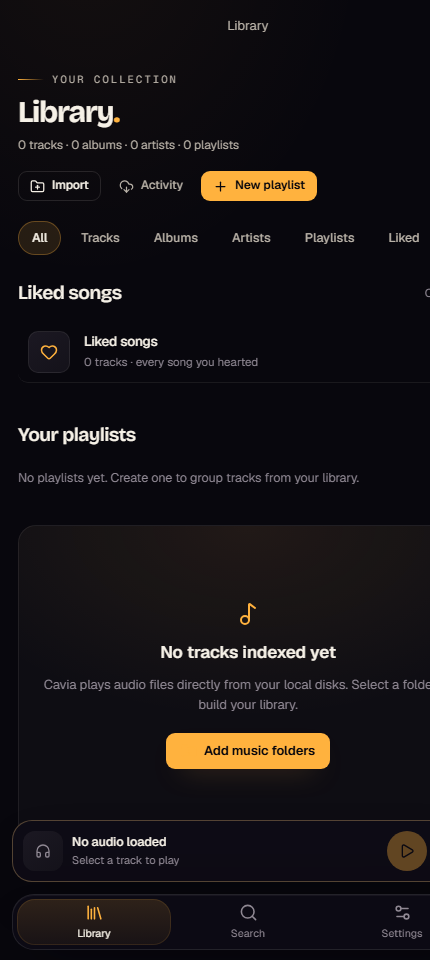 Library
YOUR COLLECTION
Library.
0 tracks · 0 albums · 0 artists · 0 playlists
Import
Activity
New playlist
All
Tracks
Albums
Artists
Playlists
Liked
Liked songs
Liked songs
0 tracks · every song you hearted
Your playlists
No playlists yet. Create one to group tracks from your library.
No tracks indexed yet
Cavia plays audio files directly from your local disks. Select a
build your library.
Add music folders
No audio loaded
Select a track to play
Library
Search
Settings